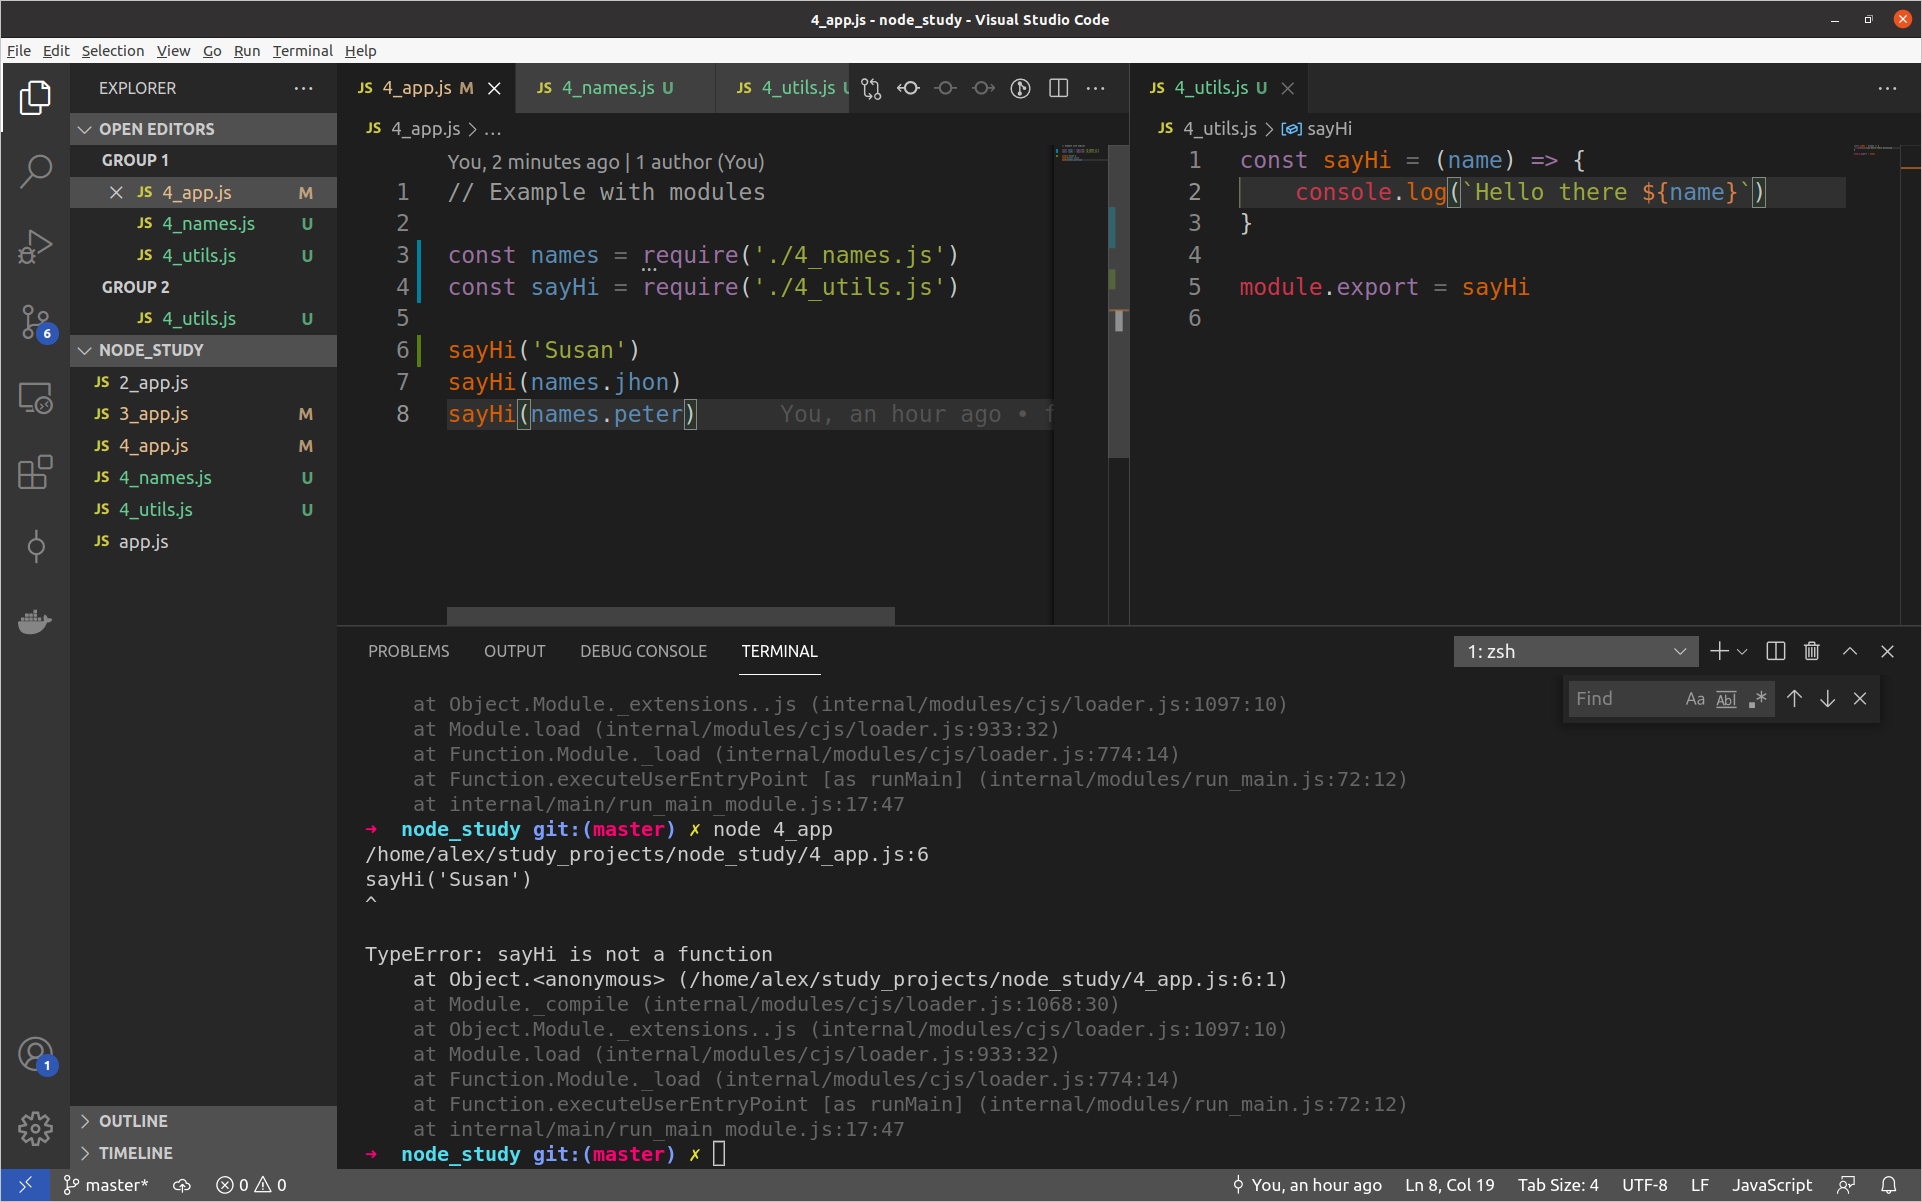 4_app.js - node_study - Visual Studio Code
File Edit Selection View Go Run Terminal Help
EXPLORER
OPEN EDITORS
GROUP 1
JS 4_app.js M
JS 4_names.js U
JS 4_utils.js U
GROUP 2
JS 4_utils.js U
NODE_STUDY
JS 2_app.js
JS 3_app.js M
JS 4_app.js M
JS 4_names.js U
JS 4_utils.js U
JS app.js
6
1
OUTLINE
TIMELINE
JS 4_app.js M JS 4_names.js U JS 4_utils.js U
JS 4_app.js > ...
You, 2 minutes ago | 1 author (You)
1 // Example with modules
2
3 const names = require('./4_names.js')
4 const sayHi = require('./4_utils.js')
5
6 sayHi('Susan')
7 sayHi(names.jhon)
8 sayHi(names.peter) You, an hour ago • f
JS 4_utils.js U
JS 4_utils.js > sayHi
1 const sayHi = (name) => {
2 console.log(`Hello there ${name}`)
3 }
4
5 module.export = sayHi
6
PROBLEMS OUTPUT DEBUG CONSOLE TERMINAL 1: zsh
Find Aa Abl .*
at Object.Module._extensions..js (internal/modules/cjs/loader.js:1097:10)
at Module.load (internal/modules/cjs/loader.js:933:32)
at Function.Module._load (internal/modules/cjs/loader.js:774:14)
at Function.executeUserEntryPoint [as runMain] (internal/modules/run_main.js:72:12)
at internal/main/run_main_module.js:17:47
→ node_study git:(master) ✗ node 4_app
/home/alex/study_projects/node_study/4_app.js:6
sayHi('Susan')
^
TypeError: sayHi is not a function
at Object.<anonymous> (/home/alex/study_projects/node_study/4_app.js:6:1)
at Module._compile (internal/modules/cjs/loader.js:1068:30)
at Object.Module._extensions..js (internal/modules/cjs/loader.js:1097:10)
at Module.load (internal/modules/cjs/loader.js:933:32)
at Function.Module._load (internal/modules/cjs/loader.js:774:14)
at Function.executeUserEntryPoint [as runMain] (internal/modules/run_main.js:72:12)
at internal/main/run_main_module.js:17:47
→ node_study git:(master) ✗
master* 0 0 You, an hour ago Ln 8, Col 19 Tab Size: 4 UTF-8 LF JavaScript